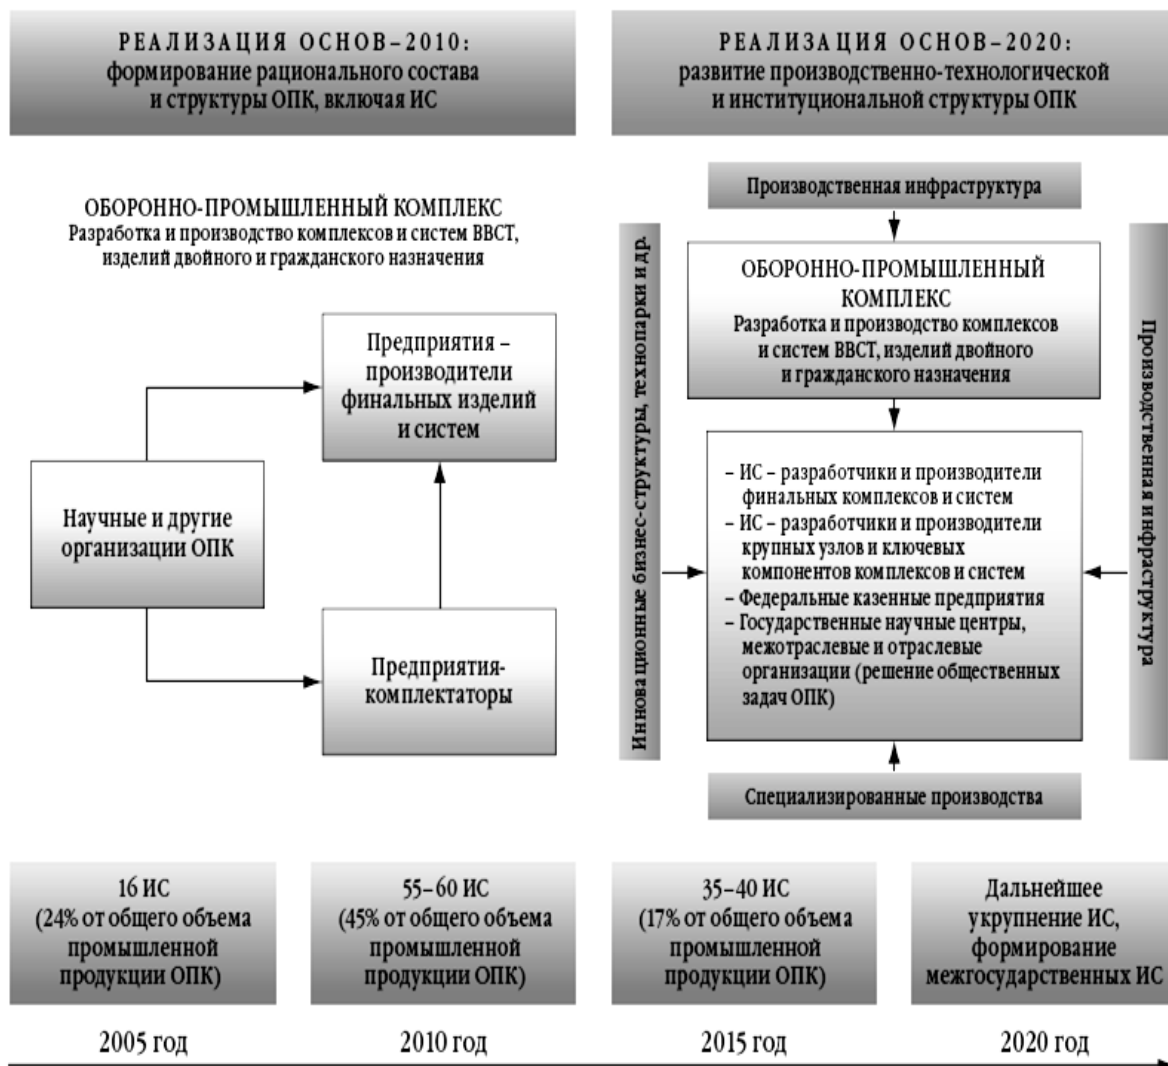 РЕАЛИЗАЦИЯ ОСНОВ–2010:
формирование рационального состава
и структуры ОПК, включая ИС
РЕАЛИЗАЦИЯ ОСНОВ–2020:
развитие производственно-технологической
и институциональной структуры ОПК
ОБОРОННО-ПРОМЫШЛЕННЫЙ КОМПЛЕКС
Разработка и производство комплексов и систем ВВСТ,
изделий двойного и гражданского назначения
Предприятия –
производители
финальных изделий
и систем
Научные и другие
организации ОПК
Предприятия-
комплектаторы
Производственная инфраструктура
Инновационные бизнес-структуры, технопарки и др.
ОБОРОННО-ПРОМЫШЛЕННЫЙ
КОМПЛЕКС
Разработка и производство комплексов
и систем ВВСТ, изделий двойного
и гражданского назначения
– ИС – разработчики и производители
финальных комплексов и систем
– ИС – разработчики и производители
крупных узлов и ключевых
компонентов комплексов и систем
– Федеральные казенные предприятия
– Государственные научные центры,
межотраслевые и отраслевые
организации (решение общественных
задач ОПК)
Производственная инфраструктура
Специализированные производства
16 ИС
(24% от общего объема
промышленной
продукции ОПК)
55–60 ИС
(45% от общего объема
промышленной
продукции ОПК)
35–40 ИС
(17% от общего объема
промышленной
продукции ОПК)
Дальнейшее
укрупнение ИС,
формирование
межгосударственных ИС
2005 год
2010 год
2015 год
2020 год